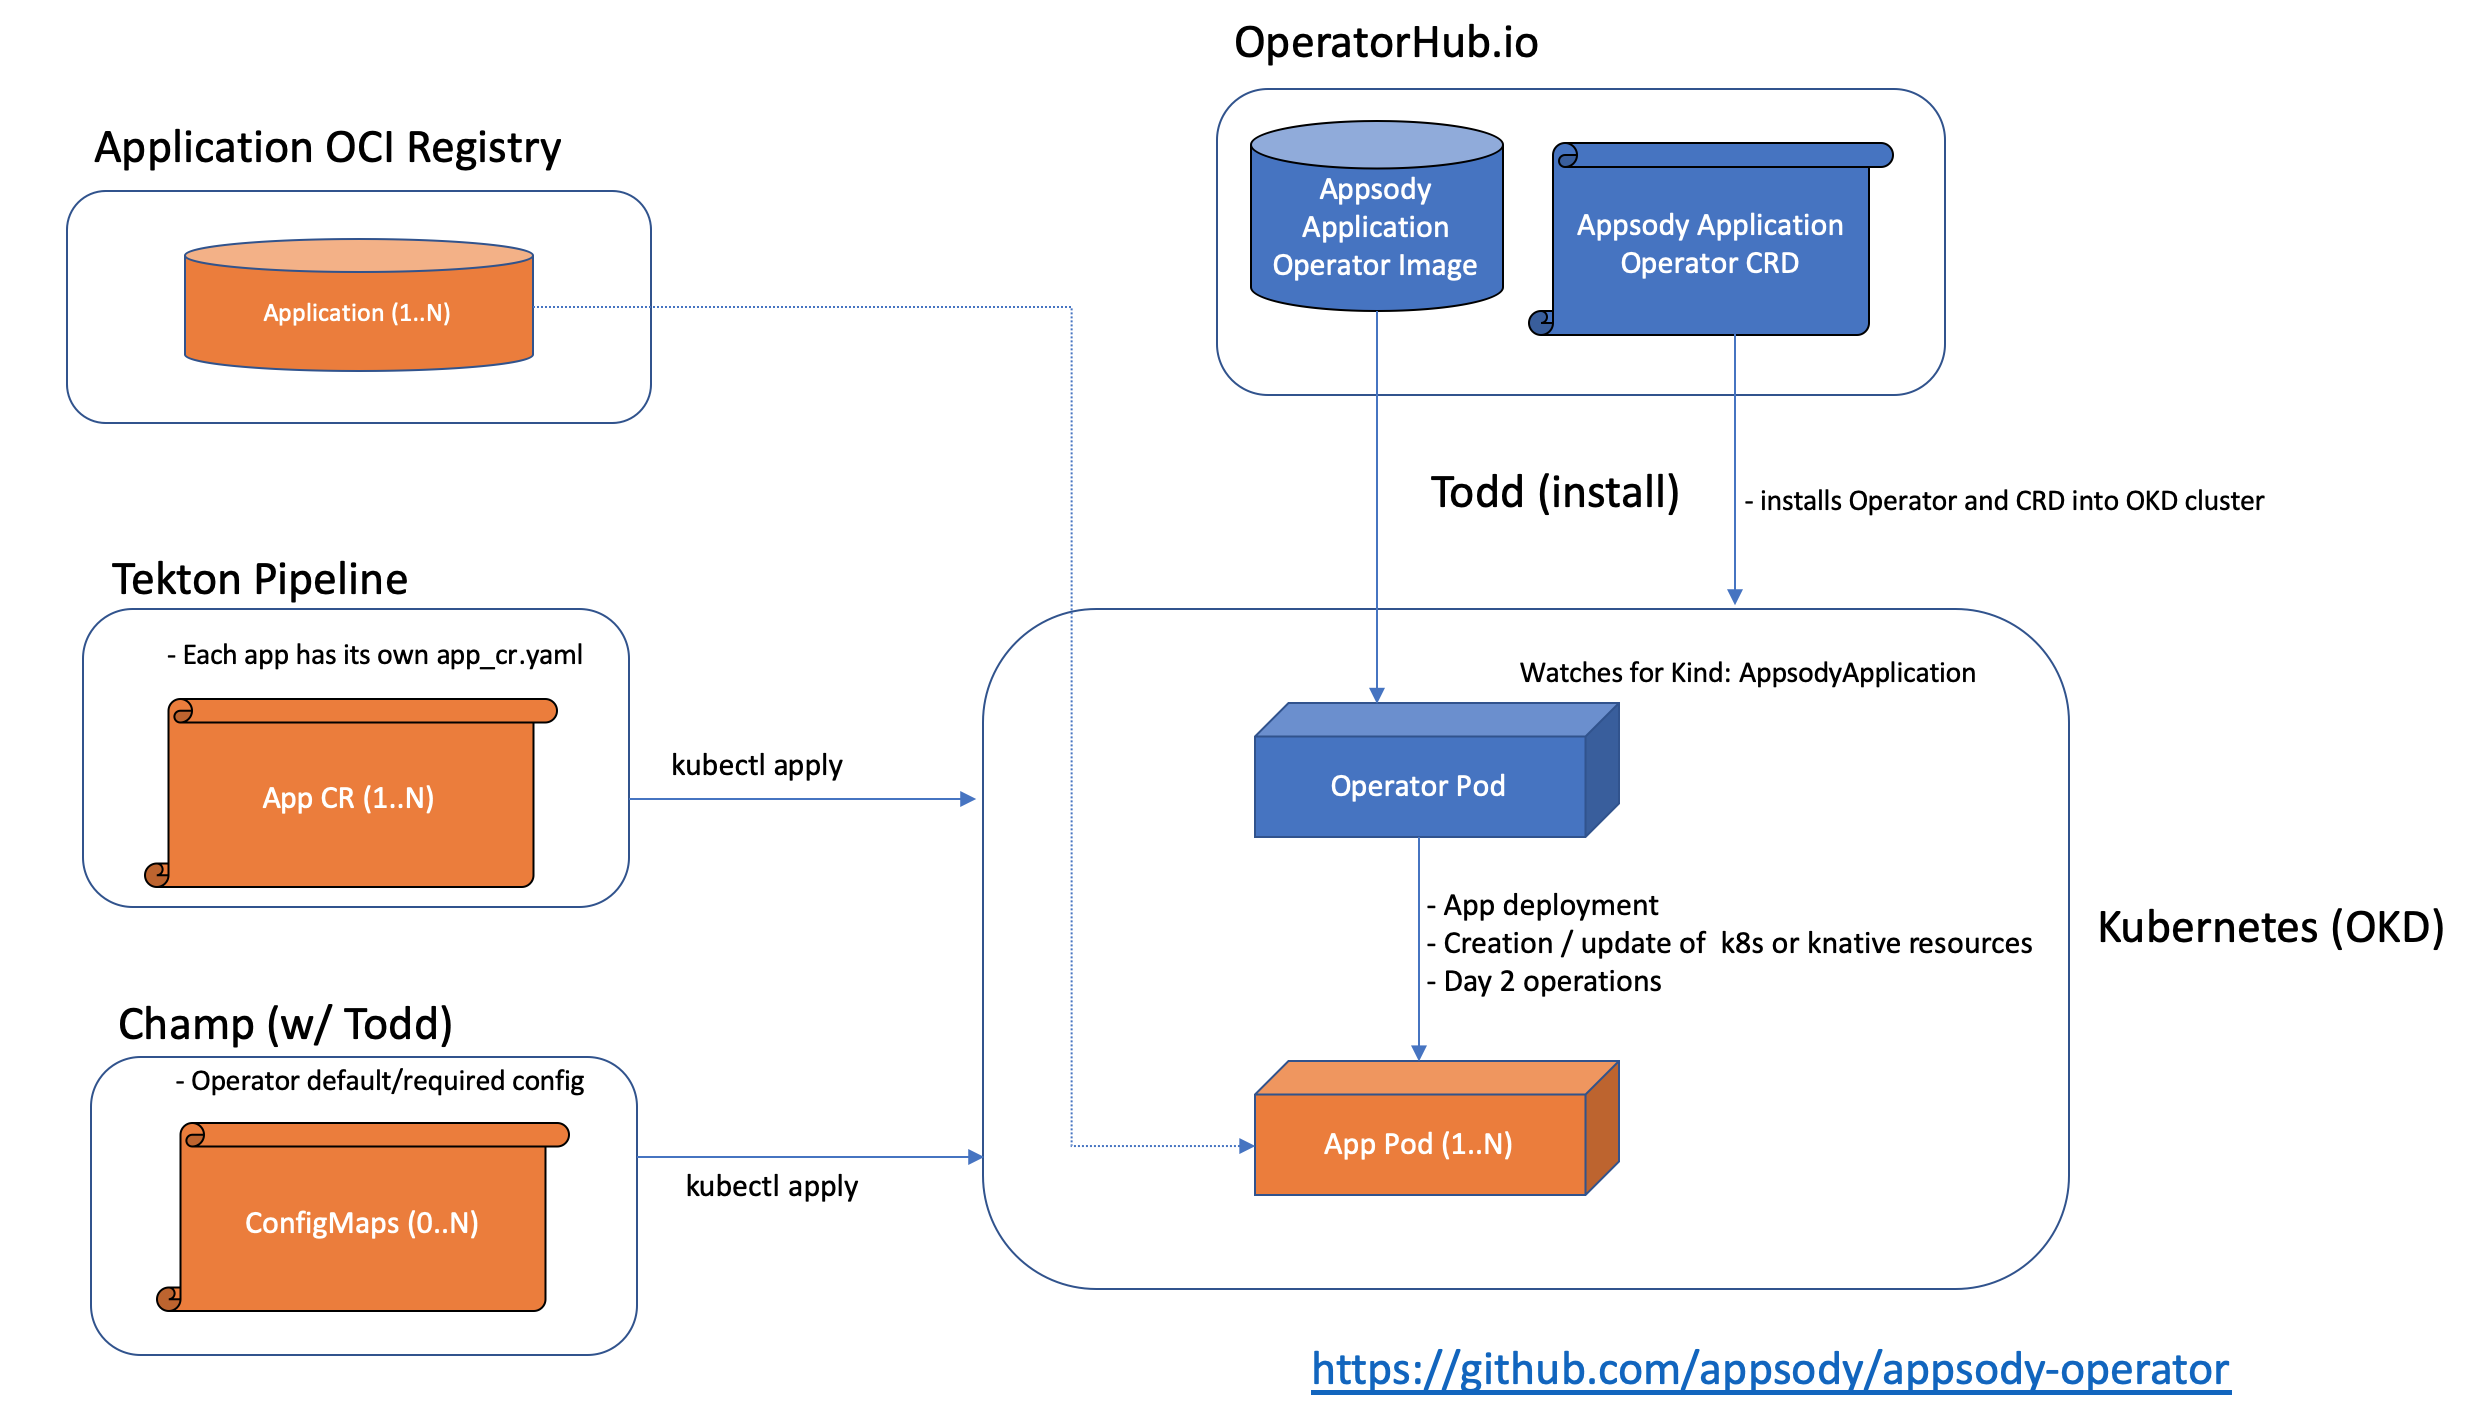 OperatorHub.io
Application OCI Registry
Appsody
Application
Operator Image
Appsody Application
Operator CRD
Application (1..N)
Todd (install)
- installs Operator and CRD into OKD cluster
Tekton Pipeline
- Each app has its own app_cr.yaml
App CR (1..N)
kubectl apply
Watches for Kind: AppsodyApplication
Operator Pod
- App deployment
- Creation / update of k8s or knative resources
- Day 2 operations
Kubernetes (OKD)
Champ (w/ Todd)
- Operator default/required config
ConfigMaps (0..N)
kubectl apply
App Pod (1..N)
https://github.com/appsody/appsody-operator